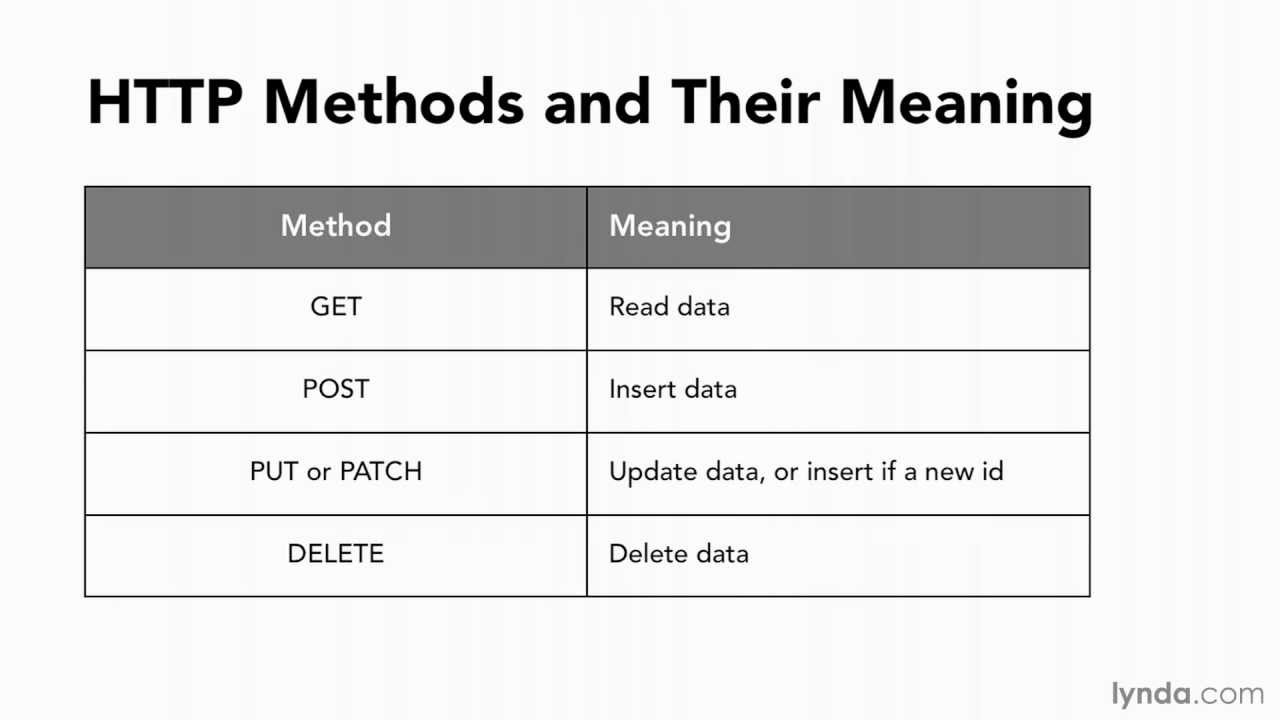 HTTP Methods and Their Meaning
Method Meaning
GET Read data
POST Insert data
PUT or PATCH Update data, or insert if a new id
DELETE Delete data
lynda.com